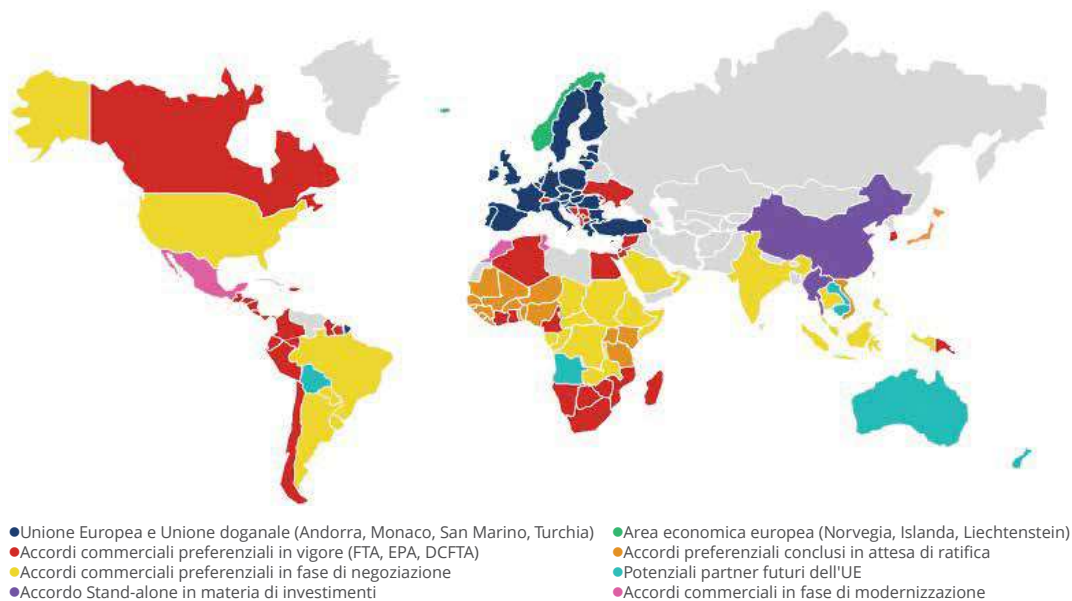 Unione Europea e Unione doganale (Andorra, Monaco, San Marino, Turchia)
Accordi commerciali preferenziali in vigore (FTA, EPA, DCFTA)
Accordi commerciali preferenziali in fase di negoziazione
Accordo Stand-alone in materia di investimenti
Area economica europea (Norvegia, Islanda, Liechtenstein)
Accordi preferenziali conclusi in attesa di ratifica
Potenziali partner futuri dell'UE
Accordi commerciali in fase di modernizzazione